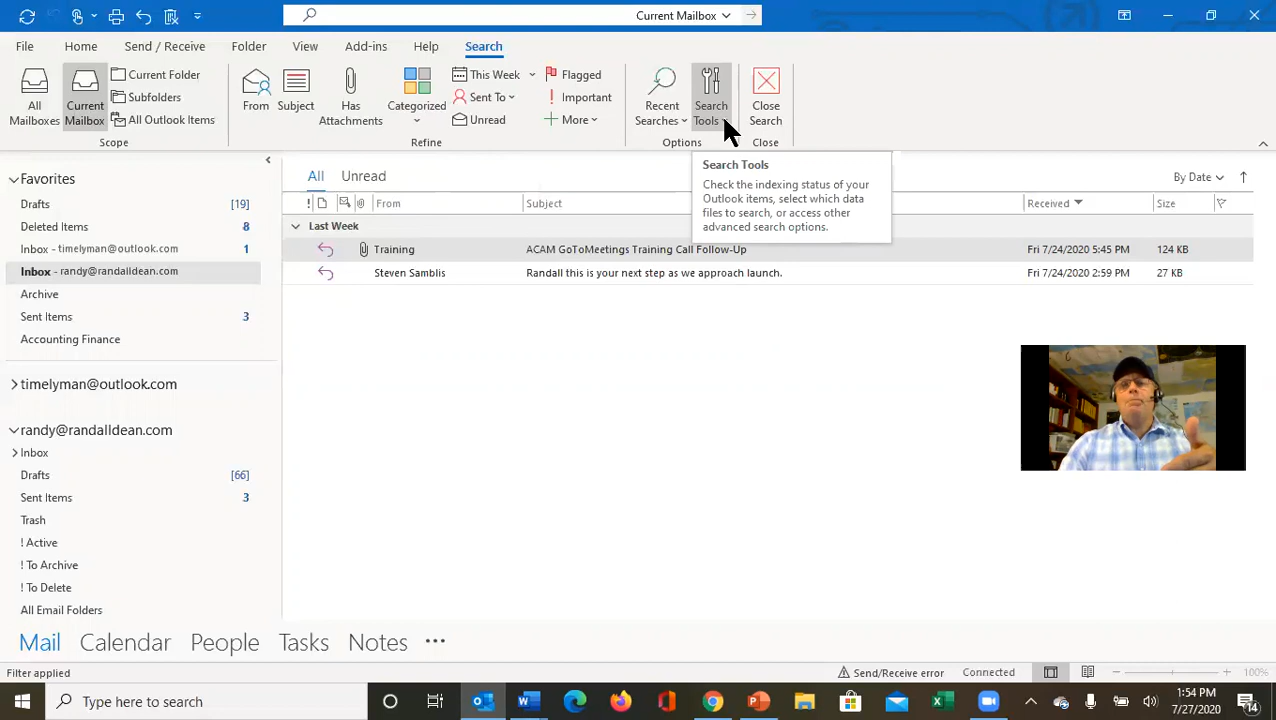 Current Mailbox
File Home Send / Receive Folder View Add-ins Help Search
All Mailboxes
Current Mailbox
Current Folder
Subfolders
All Outlook Items
Scope
From
Subject
Has Attachments
Categorized
This Week
Sent To
Unread
Flagged
Important
More
Refine
Recent Searches
Search Tools
Options
Close Search
Close
Search Tools
Check the indexing status of your
Outlook items, select which data
files to search, or access other
advanced search options.
Favorites
Drafts [19]
Deleted Items 8
Inbox - timelyman@outlook.com 1
Inbox - randy@randalldean.com
Archive
Sent Items 3
Accounting Finance
timelyman@outlook.com
randy@randalldean.com
Inbox
Drafts [66]
Sent Items 3
Trash
! Active
! To Archive
! To Delete
All Email Folders
All Unread By Date
From Subject Received Size
Last Week
Training ACAM GoToMeetings Training Call Follow-Up Fri 7/24/2020 5:45 PM 124 KB
Steven Samblis Randall this is your next step as we approach launch. Fri 7/24/2020 2:59 PM 27 KB
Mail Calendar People Tasks Notes
Filter applied Send/Receive error Connected 100%
Type here to search
1:54 PM
7/27/2020
14